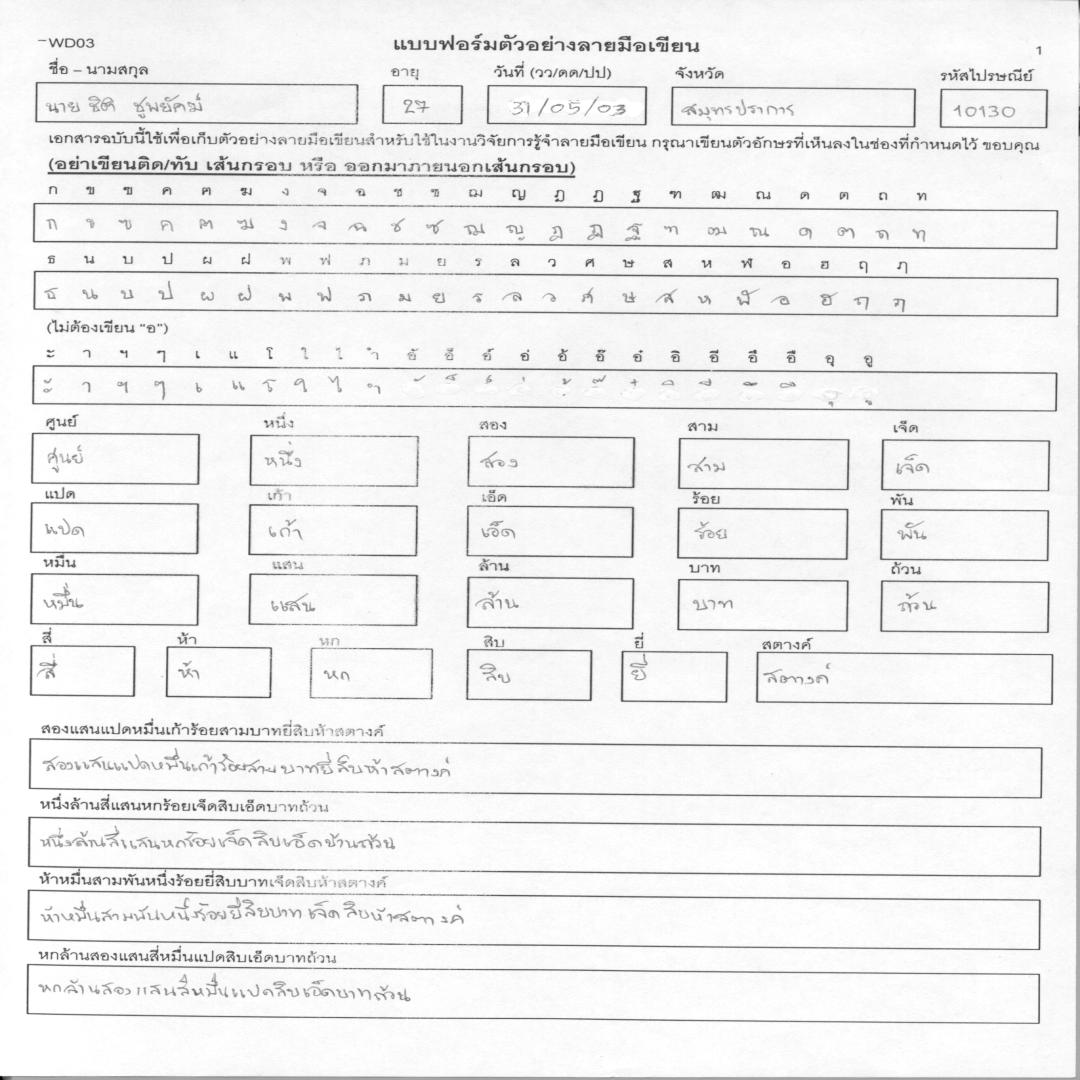 WD03 แบบฟอร์มตัวอย่างลายมือเขียน 1
ชื่อ – นามสกุล อายุ วันที่ (วว/ดด/ปป) จังหวัด รหัสไปรษณีย์
นาย 27 31/05/03 สมุทรปราการ 10130
เอกสารฉบับนี้ใช้เพื่อเก็บตัวอย่างลายมือเขียนสำหรับใช้ในงานวิจัยการรู้จำลายมือเขียน กรุณาเขียนตัวอักษรที่เห็นลงในช่องที่กำหนดไว้ ขอบคุณ
(อย่าเขียนติด/ทับ เส้นกรอบ หรือ ออกมาภายนอกเส้นกรอบ)
ก ข ฃ ค ฅ ฆ ง จ ฉ ช ซ ฌ ญ ฎ ฏ ฐ ฑ ฒ ณ ด ต ถ ท
ก ข ฃ ค ฅ ฆ ง จ ฉ ช ซ ฌ ญ ฎ ฏ ฐ ฑ ฒ ณ ด ต ถ ท
ธ น บ ป ผ ฝ พ ฟ ภ ม ย ร ล ว ศ ษ ส ห ฬ อ ฮ ฤ ฦ
ธ น บ ป ผ ฝ พ ฟ ภ ม ย ร ล ว ศ ษ ส ห ฬ อ ฮ ฤ ฦ
(ไม่ต้องเขียน “อ”)
ะ า ฯ ๆ เ แ โ ใ ไ ำ อั อ็ อ์ อ่ อ้ อ๊ อ๋ อิ อี อึ อื อุ อู
ะ า ฯ ๆ เ แ โ ใ ไ ำ ั ็ ์ ่ ้ ๊ ๋ ิ ี ึ ื ุ ู
ศูนย์ หนึ่ง สอง สาม เจ็ด
ศูนย์ หนึ่ง สอง สาม เจ็ด
แปด เก้า เอ็ด ร้อย พัน
แปด เก้า เอ็ด ร้อย พัน
หมื่น แสน ล้าน บาท ถ้วน
หมื่น แสน ล้าน บาท ถ้วน
สี่ ห้า หก สิบ ยี่ สตางค์
สี่ ห้า หก สิบ ยี่ สตางค์
สองแสนแปดหมื่นเก้าร้อยสามบาทยี่สิบห้าสตางค์
สองแสนแปดหมื่นเก้าร้อยสามบาทยี่สิบห้าสตางค์
หนึ่งล้านสี่แสนหกร้อยเจ็ดสิบเอ็ดบาทถ้วน
หนึ่งล้านสี่แสนหกร้อยเจ็ดสิบเอ็ดบ้านถ้วน
ห้าหมื่นสามพันหนึ่งร้อยยี่สิบบาทเจ็ดสิบห้าสตางค์
ห้าหมื่นสามพันหนึ่งร้อยยี่สิบบาทเจ็ดสิบห้าสตางค์
หกล้านสองแสนสี่หมื่นแปดสิบเอ็ดบาทถ้วน
หกล้านสองแสนสี่หมื่นแปดสิบเอ็ดบาทถ้วน